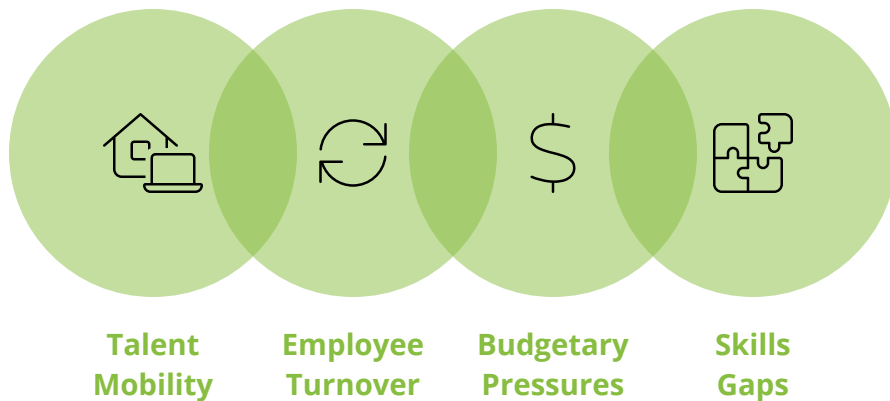 Talent
Mobility
Employee
Turnover
Budgetary
Pressures
Skills
Gaps